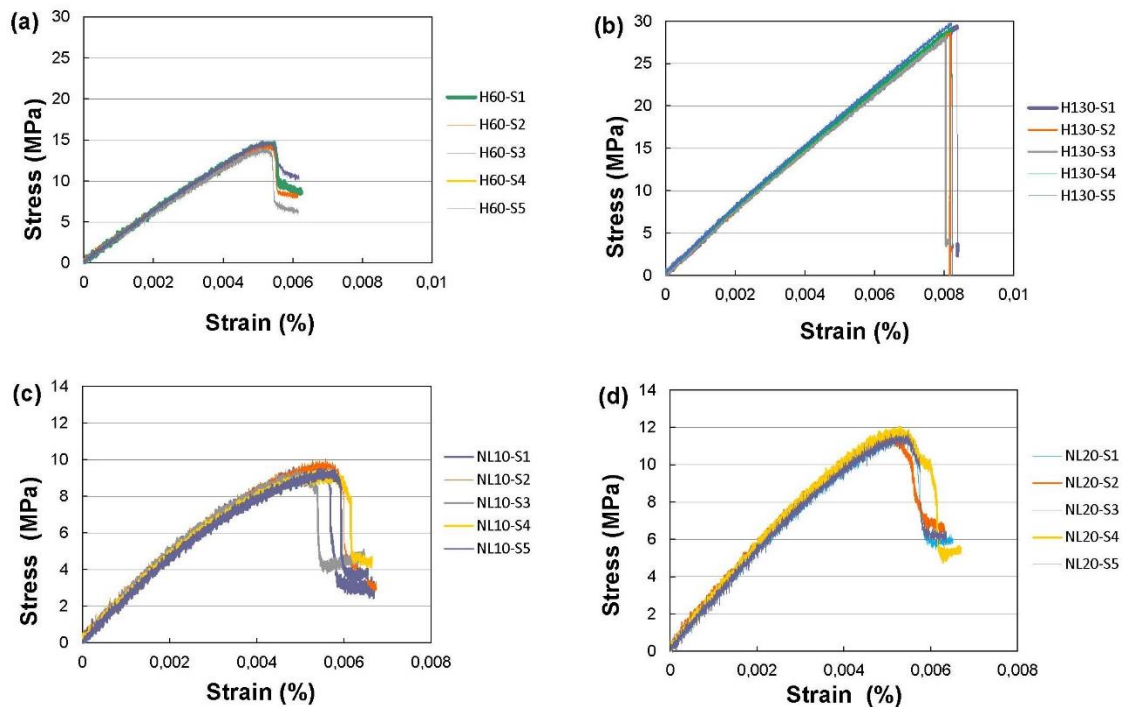 (a)
Stress (MPa)
30
25
20
15
10
5
0
0 0,002 0,004 0,006 0,008 0,01
Strain (%)
H60-S1
H60-S2
H60-S3
H60-S4
H60-S5
(b)
Stress (MPa)
30
25
20
15
10
5
0
0 0,002 0,004 0,006 0,008 0,01
Strain (%)
H130-S1
H130-S2
H130-S3
H130-S4
H130-S5
(c)
Stress (MPa)
14
12
10
8
6
4
2
0
0 0,002 0,004 0,006 0,008
Strain (%)
NL10-S1
NL10-S2
NL10-S3
NL10-S4
NL10-S5
(d)
Stress (MPa)
14
12
10
8
6
4
2
0
0 0,002 0,004 0,006 0,008
Strain (%)
NL20-S1
NL20-S2
NL20-S3
NL20-S4
NL20-S5